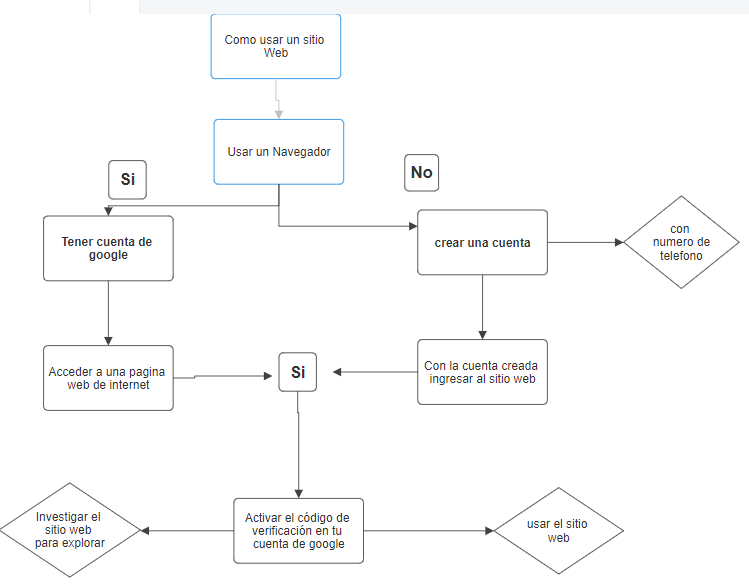 Como usar un sitio
Web
Usar un Navegador
Si
No
Tener cuenta de
google
crear una cuenta
con
numero de
telefono
Acceder a una pagina
web de internet
Si
Con la cuenta creada
ingresar al sitio web
Investigar el
sitio web
para explorar
Activar el código de
verificación en tu
cuenta de google
usar el sitio
web